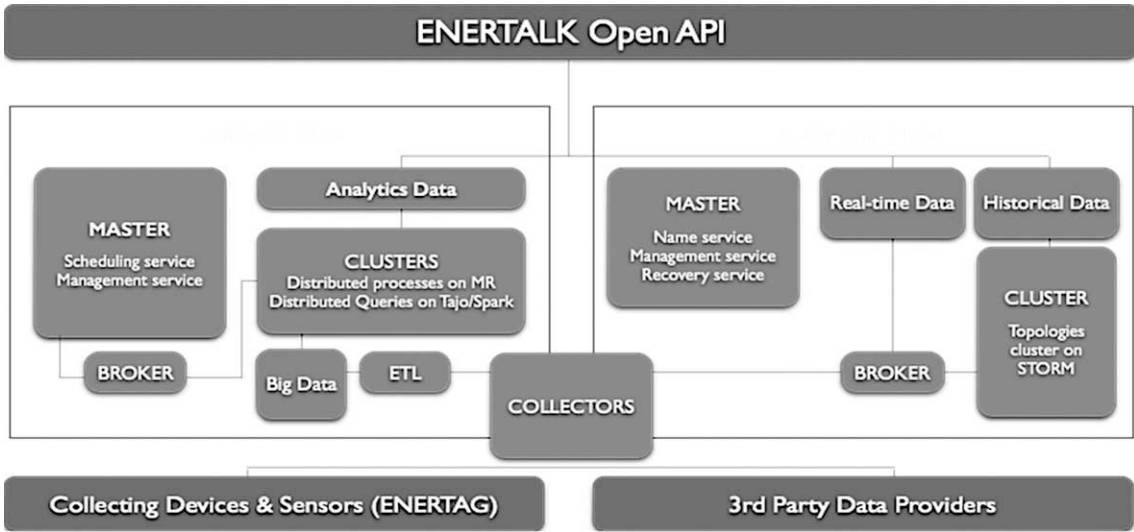 ENERTALK Open API
Analytics Data
MASTER
Scheduling service
Management service
CLUSTERS
Distributed processes on MR
Distributed Queries on Tajo/Spark
BROKER
Big Data
ETL
COLLECTORS
MASTER
Name service
Management service
Recovery service
Real-time Data
Historical Data
CLUSTER
Topologies
cluster on
STORM
BROKER
Collecting Devices & Sensors (ENERTAG)
3rd Party Data Providers